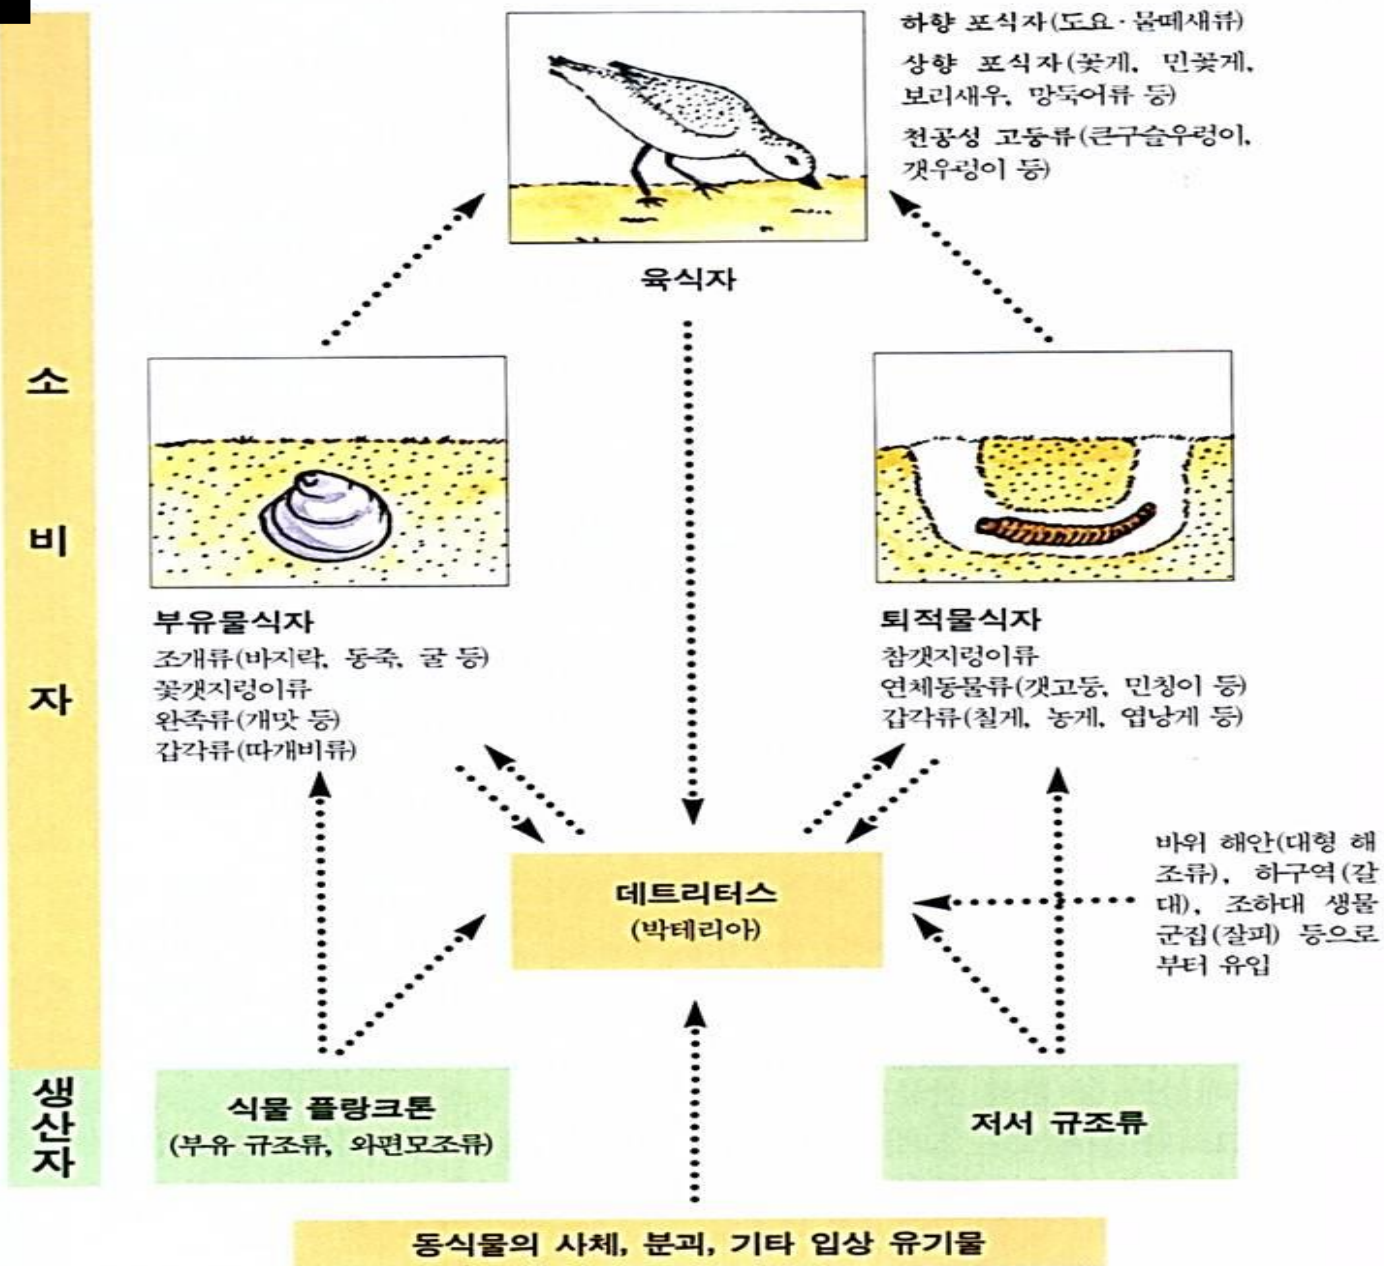 하향 포식자(도요·물떼새류)
상향 포식자(꽃게, 민꽃게,
보리새우, 망둑어류 등)
천공성 고둥류(큰구슬우렁이,
갯우렁이 등)
육식자
소
비
자
부유물식자
조개류(바지락, 동죽, 굴 등)
꽃갯지렁이류
완족류(개맛 등)
갑각류(따개비류)
퇴적물식자
참갯지렁이류
연체동물류(갯고둥, 민칭이 등)
갑각류(칠게, 농게, 엽낭게 등)
데트리터스
(박테리아)
바위 해안(대형 해
조류), 하구역(갈
대), 조하대 생물
군집(잘피) 등으로
부터 유입
생
산
자
식물 플랑크톤
(부유 규조류, 와편모조류)
저서 규조류
동식물의 사체, 분괴, 기타 입상 유기물